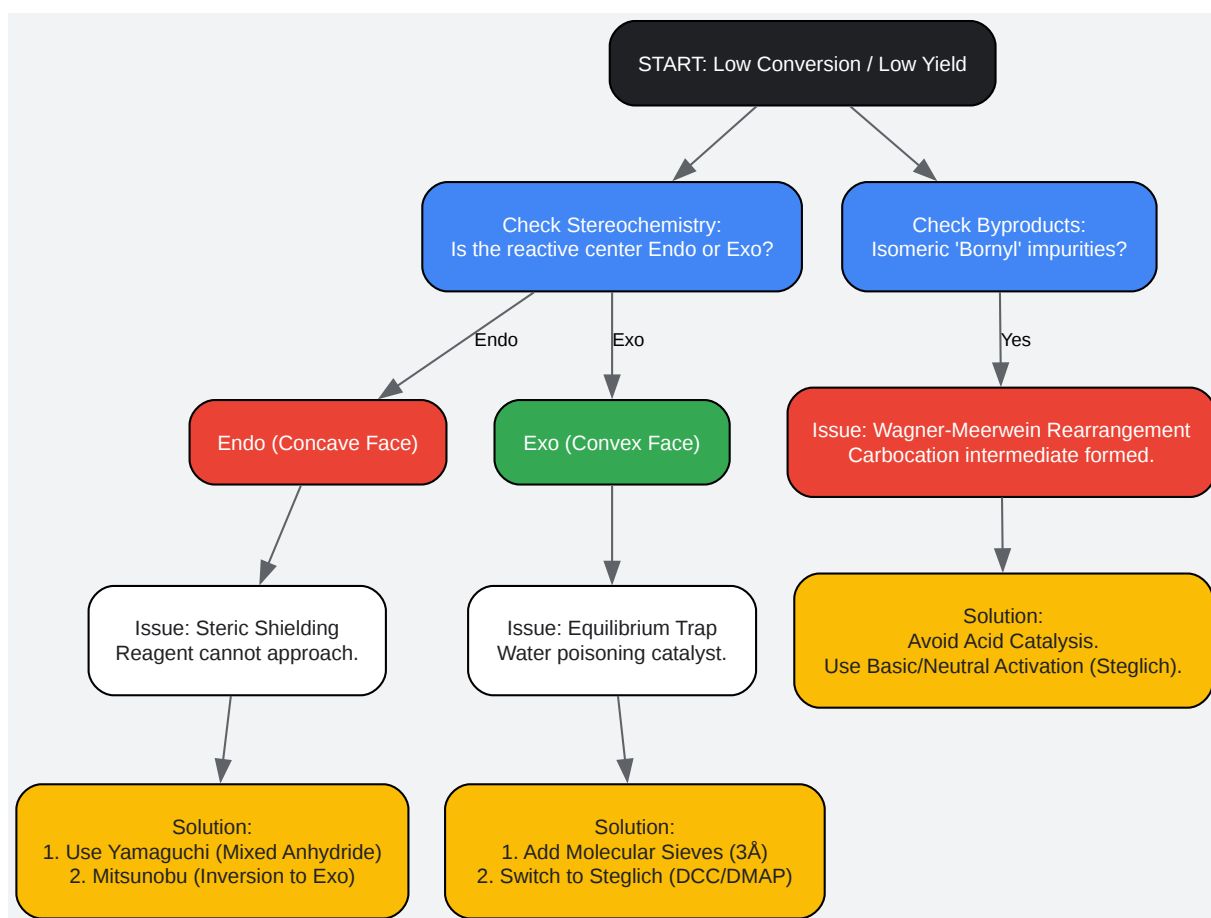 START: Low Conversion / Low Yield
Check Stereochemistry:
Is the reactive center Endo or Exo?
Check Byproducts:
Isomeric 'Bornyl' impurities?
Endo
Exo
Yes
Endo (Concave Face)
Exo (Convex Face)
Issue: Wagner-Meerwein Rearrangement
Carbocation intermediate formed.
Issue: Steric Shielding
Reagent cannot approach.
Issue: Equilibrium Trap
Water poisoning catalyst.
Solution:
Avoid Acid Catalysis.
Use Basic/Neutral Activation (Steglich).
Solution:
1. Use Yamaguchi (Mixed Anhydride)
2. Mitsunobu (Inversion to Exo)
Solution:
1. Add Molecular Sieves (3Å)
2. Switch to Steglich (DCC/DMAP)